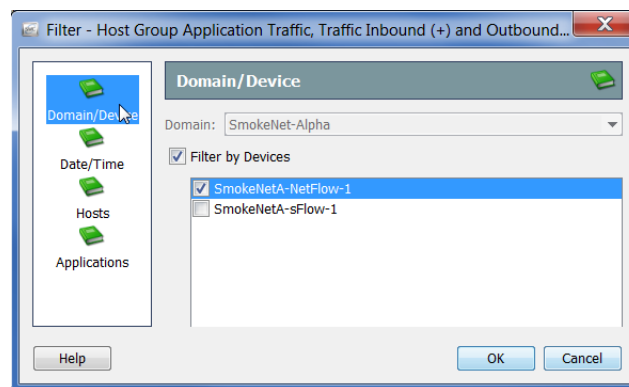 Filter - Host Group Application Traffic, Traffic Inbound (+) and Outbound...
Domain/Device
Date/Time
Hosts
Applications
Domain/Device
Domain: SmokeNet-Alpha
Filter by Devices
SmokeNetA-NetFlow-1
SmokeNetA-sFlow-1
Help
OK
Cancel